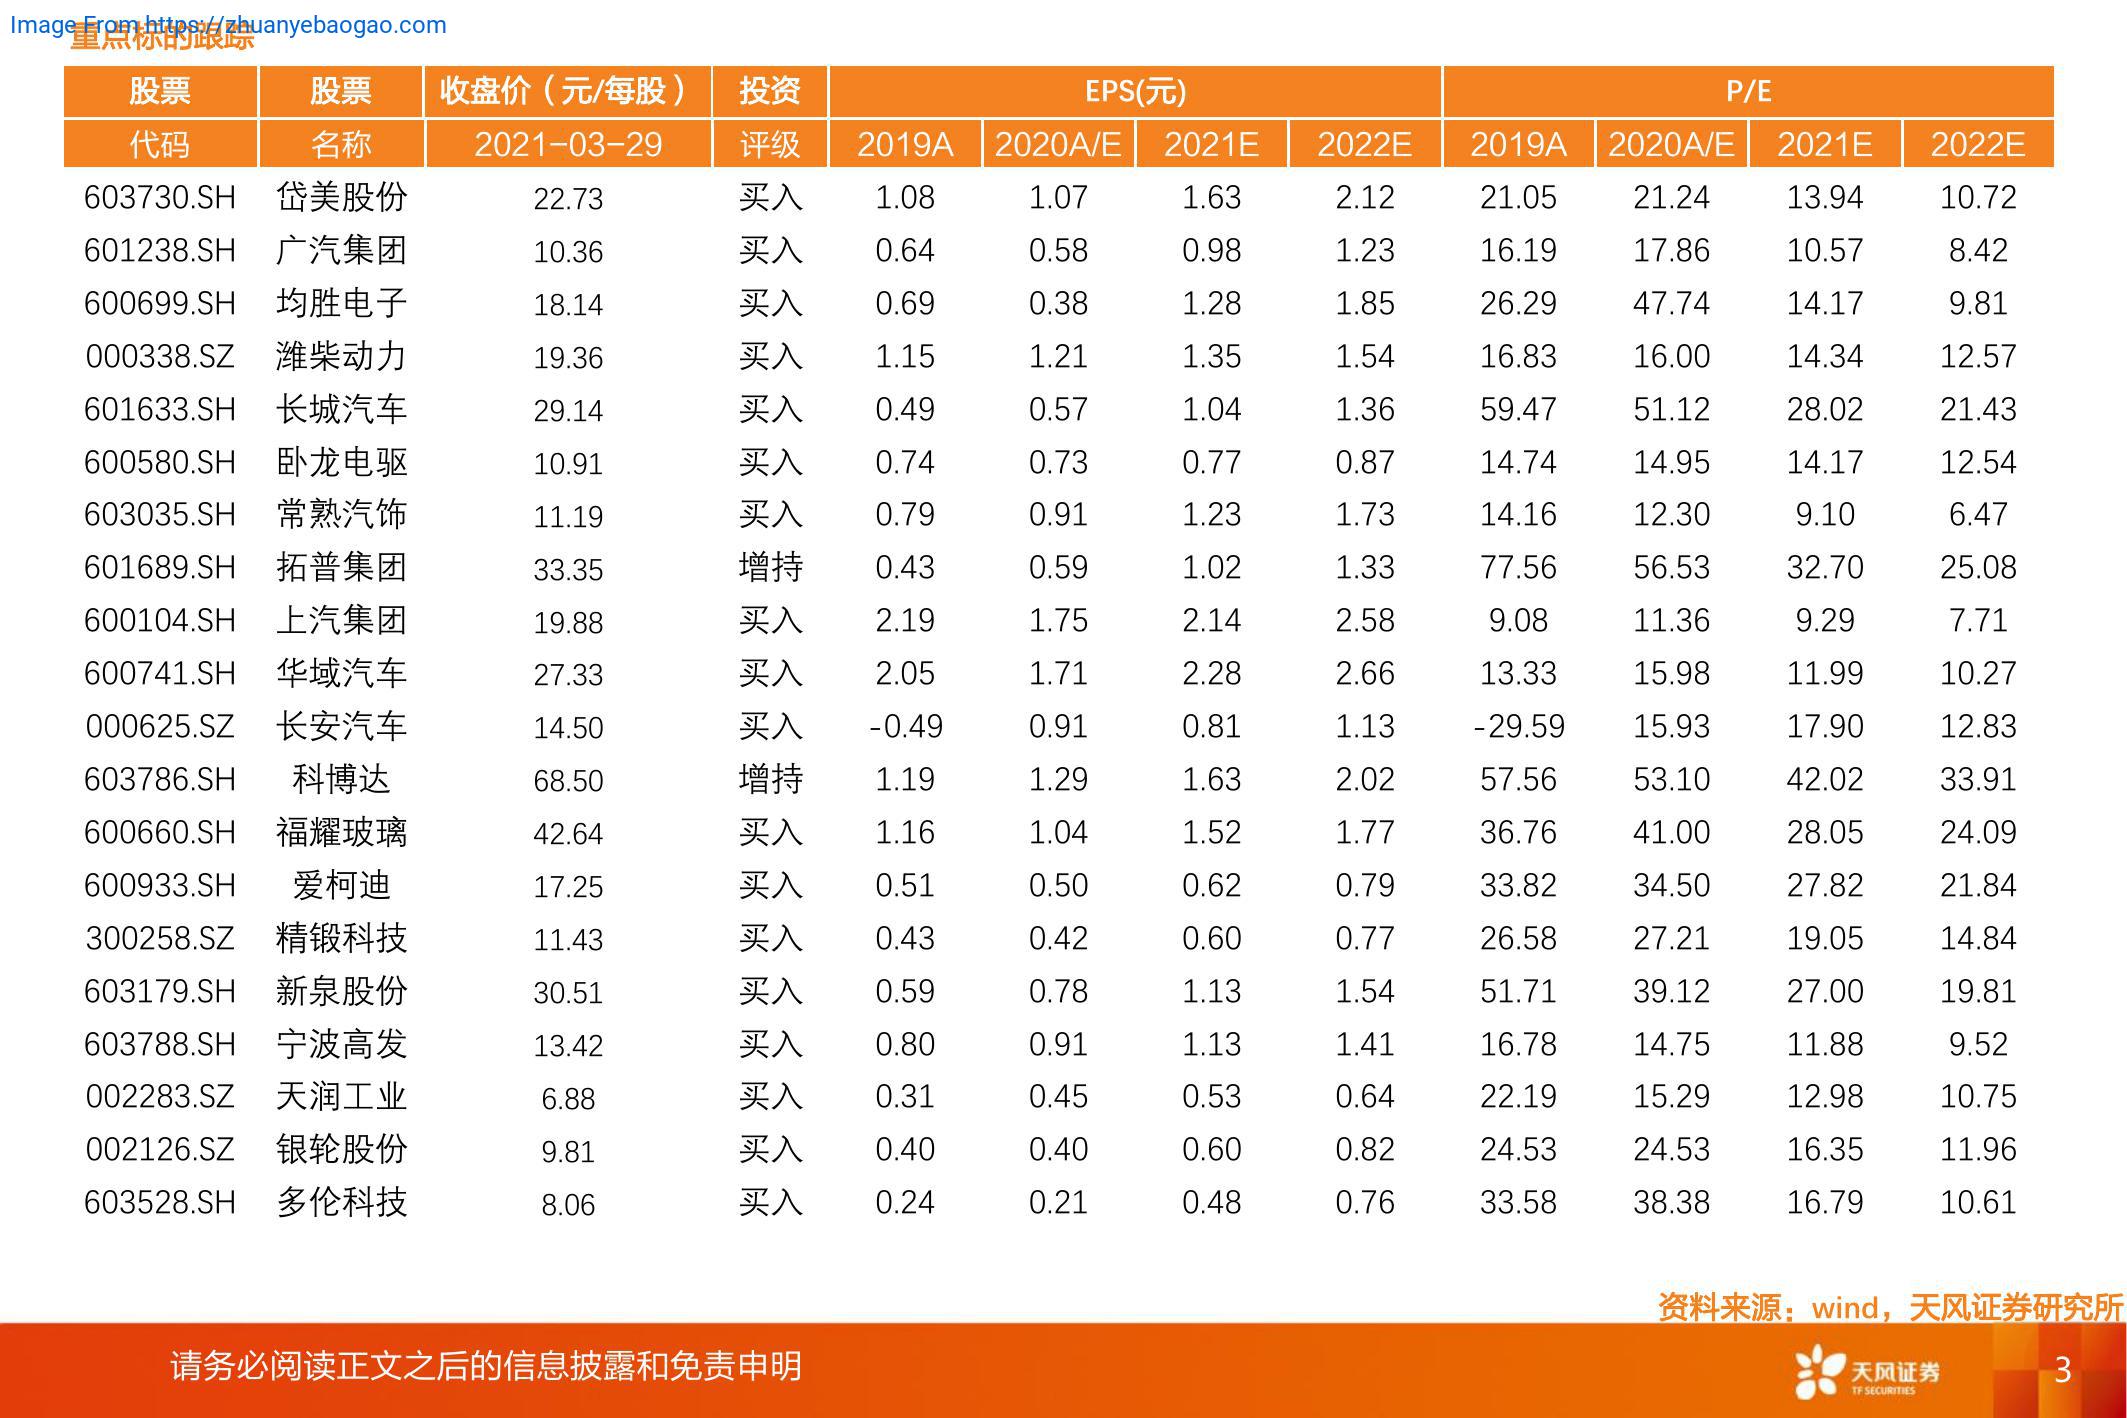 Image From https://zhuanyebaogao.com
重点标的跟踪
股票 股票 收盘价（元/每股） 投资 EPS(元) P/E
代码 名称 2021-03-29 评级 2019A 2020A/E 2021E 2022E 2019A 2020A/E 2021E 2022E
603730.SH 岱美股份 22.73 买入 1.08 1.07 1.63 2.12 21.05 21.24 13.94 10.72
601238.SH 广汽集团 10.36 买入 0.64 0.58 0.98 1.23 16.19 17.86 10.57 8.42
600699.SH 均胜电子 18.14 买入 0.69 0.38 1.28 1.85 26.29 47.74 14.17 9.81
000338.SZ 潍柴动力 19.36 买入 1.15 1.21 1.35 1.54 16.83 16.00 14.34 12.57
601633.SH 长城汽车 29.14 买入 0.49 0.57 1.04 1.36 59.47 51.12 28.02 21.43
600580.SH 卧龙电驱 10.91 买入 0.74 0.73 0.77 0.87 14.74 14.95 14.17 12.54
603035.SH 常熟汽饰 11.19 买入 0.79 0.91 1.23 1.73 14.16 12.30 9.10 6.47
601689.SH 拓普集团 33.35 增持 0.43 0.59 1.02 1.33 77.56 56.53 32.70 25.08
600104.SH 上汽集团 19.88 买入 2.19 1.75 2.14 2.58 9.08 11.36 9.29 7.71
600741.SH 华域汽车 27.33 买入 2.05 1.71 2.28 2.66 13.33 15.98 11.99 10.27
000625.SZ 长安汽车 14.50 买入 -0.49 0.91 0.81 1.13 -29.59 15.93 17.90 12.83
603786.SH 科博达 68.50 增持 1.19 1.29 1.63 2.02 57.56 53.10 42.02 33.91
600660.SH 福耀玻璃 42.64 买入 1.16 1.04 1.52 1.77 36.76 41.00 28.05 24.09
600933.SH 爱柯迪 17.25 买入 0.51 0.50 0.62 0.79 33.82 34.50 27.82 21.84
300258.SZ 精锻科技 11.43 买入 0.43 0.42 0.60 0.77 26.58 27.21 19.05 14.84
603179.SH 新泉股份 30.51 买入 0.59 0.78 1.13 1.54 51.71 39.12 27.00 19.81
603788.SH 宁波高发 13.42 买入 0.80 0.91 1.13 1.41 16.78 14.75 11.88 9.52
002283.SZ 天润工业 6.88 买入 0.31 0.45 0.53 0.64 22.19 15.29 12.98 10.75
002126.SZ 银轮股份 9.81 买入 0.40 0.40 0.60 0.82 24.53 24.53 16.35 11.96
603528.SH 多伦科技 8.06 买入 0.24 0.21 0.48 0.76 33.58 38.38 16.79 10.61
资料来源：wind，天风证券研究所
请务必阅读正文之后的信息披露和免责申明
天风证券
TF SECURITIES
3